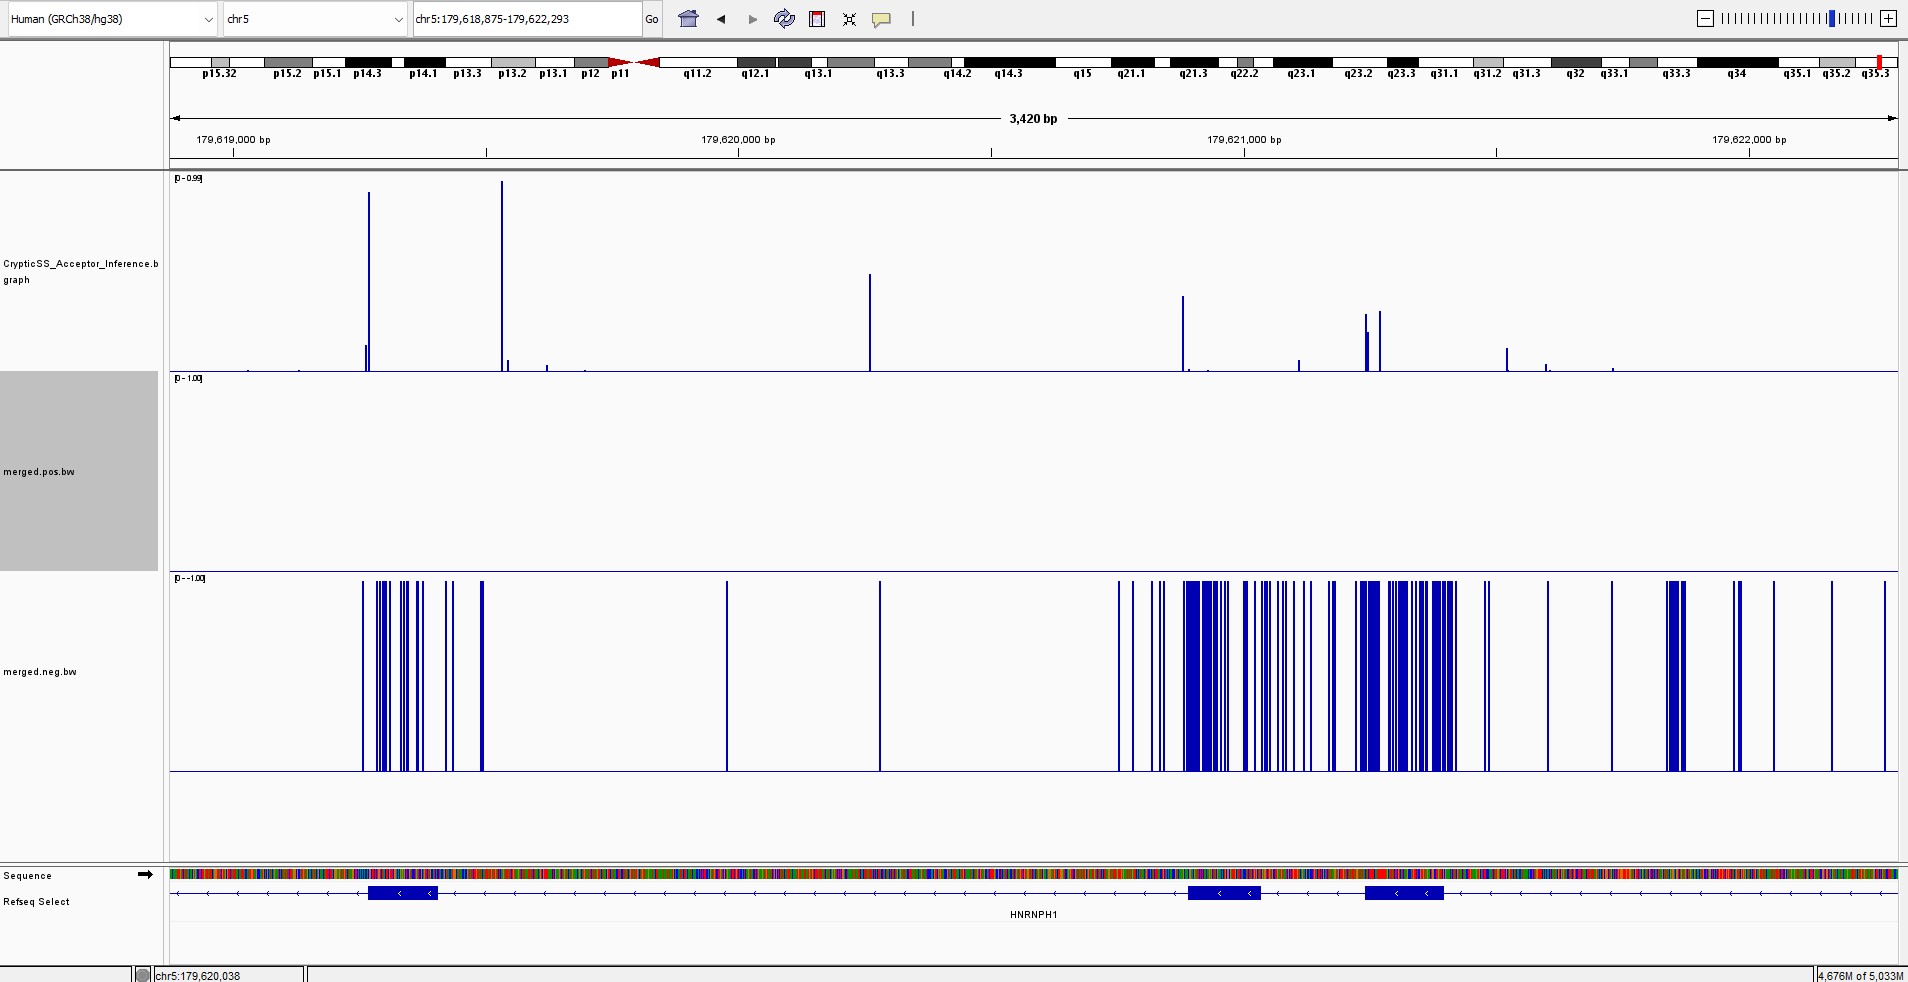 Human (GRCh38/hg38) chr5 chr5:179,618,875-179,622,293 Go
p15.32 p15.2 p15.1 p14.3 p14.1 p13.3 p13.2 p13.1 p12 p11 q11.2 q12.1 q13.1 q13.3 q14.2 q14.3 q15 q21.1 q21.3 q22.2 q23.1 q23.2 q23.3 q31.1 q31.2 q31.3 q32 q33.1 q33.3 q34 q35.1 q35.2 q35.3
3,420 bp
179,619,000 bp 179,620,000 bp 179,621,000 bp 179,622,000 bp
[0 - 0.99]
CrypticSS_Acceptor_Inference.b
graph
[0 - 1.00]
merged.pos.bw
[0 - -1.00]
merged.neg.bw
Sequence
Refseq Select
HNRNPH1
chr5:179,620,038 4,676M of 5,033M